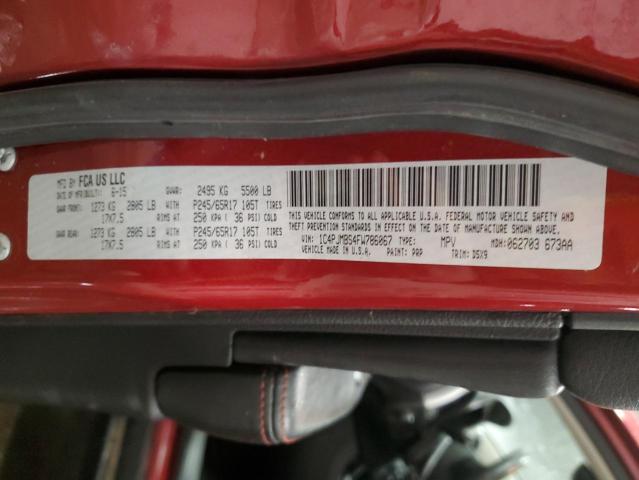 MFD BY FCA US LLC
DATE OF MFR(BUILT): 6-15 GVWR: 2495 KG 5500 LB
GAWR FRONT: 1273 KG 2805 LB WITH P245/65R17 105T TIRES
17X7.5 RIMS AT 250 KPA ( 36 PSI) COLD
GAWR REAR: 1273 KG 2805 LB WITH P245/65R17 105T TIRES
17X7.5 RIMS AT 250 KPA ( 36 PSI) COLD
THIS VEHICLE CONFORMS TO ALL APPLICABLE U.S.A. FEDERAL MOTOR VEHICLE SAFETY AND
THEFT PREVENTION STANDARDS IN EFFECT ON THE DATE OF MANUFACTURE SHOWN ABOVE.
VIN: 1C4PJMBS4FW786067 TYPE: MPV MDH: 062703 673AA
VEHICLE MADE IN U.S.A. PAINT: PRP TRIM: D5X9